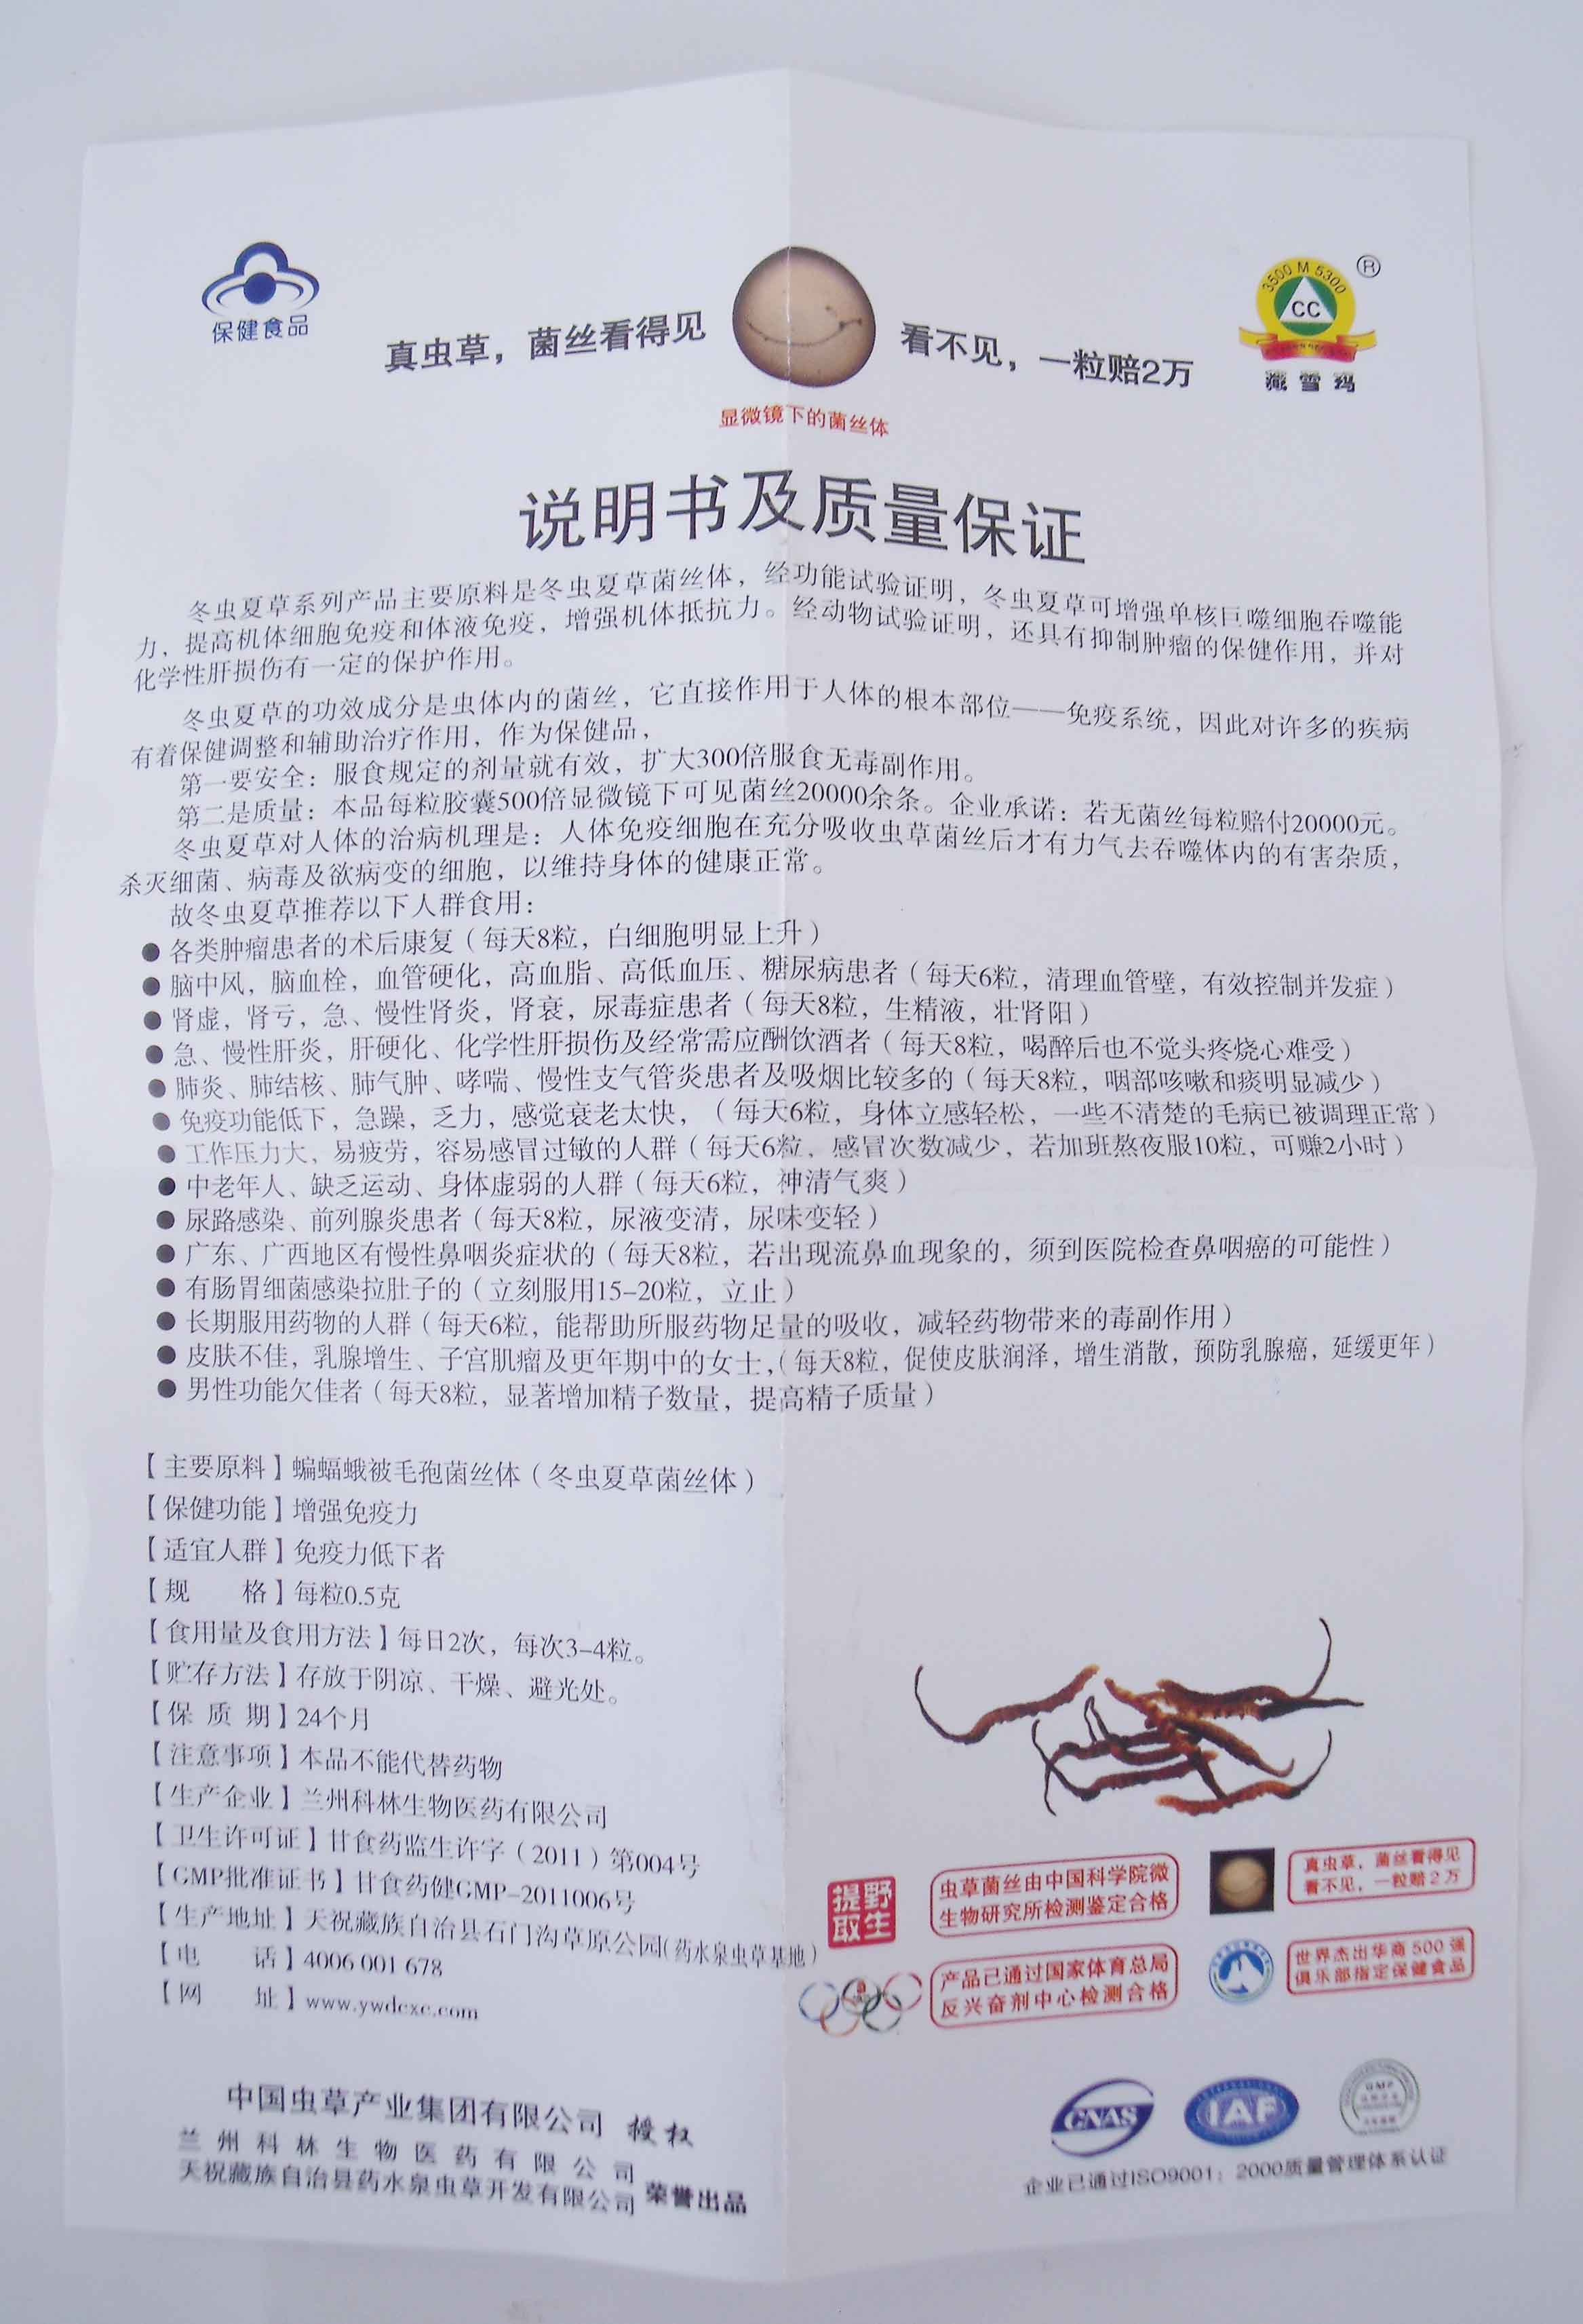 保健食品
真虫草，菌丝看得见
看不见，一粒赔2万
3500 M 5300
CC
®
藏雪玛
显微镜下的菌丝体
说明书及质量保证
冬虫夏草系列产品主要原料是冬虫夏草菌丝体，经功能试验证明，冬虫夏草可增强单核巨噬细胞吞噬能
力，提高机体细胞免疫和体液免疫，增强机体抵抗力。经动物试验证明，还具有抑制肿瘤的保健作用，并对
化学性肝损伤有一定的保护作用。
冬虫夏草的功效成分是虫体内的菌丝，它直接作用于人体的根本部位——免疫系统，因此对许多的疾病
有着保健调整和辅助治疗作用，作为保健品，
第一要安全：服食规定的剂量就有效，扩大300倍服食无毒副作用。
第二是质量：本品每粒胶囊500倍显微镜下可见菌丝20000余条。企业承诺：若无菌丝每粒赔付20000元。
冬虫夏草对人体的治病机理是：人体免疫细胞在充分吸收虫草菌丝后才有力气去吞噬体内的有害杂质，
杀灭细菌、病毒及欲病变的细胞，以维持身体的健康正常。
故冬虫夏草推荐以下人群食用：
●各类肿瘤患者的术后康复（每天8粒，白细胞明显上升）
●脑中风，脑血栓，血管硬化，高血脂、高低血压、糖尿病患者（每天6粒，清理血管壁，有效控制并发症）
●肾虚，肾亏，急、慢性肾炎，肾衰，尿毒症患者（每天8粒，生精液，壮肾阳）
●急、慢性肝炎，肝硬化、化学性肝损伤及经常需应酬饮酒者（每天8粒，喝醉后也不觉头疼烧心难受）
●肺炎、肺结核、肺气肿、哮喘、慢性支气管炎患者及吸烟比较多的（每天8粒，咽部咳嗽和痰明显减少）
●免疫功能低下，急躁，乏力，感觉衰老太快，（每天6粒，身体立感轻松，一些不清楚的毛病已被调理正常）
●工作压力大，易疲劳，容易感冒过敏的人群（每天6粒，感冒次数减少，若加班熬夜服10粒，可赚2小时）
●中老年人、缺乏运动、身体虚弱的人群（每天6粒，神清气爽）
●尿路感染、前列腺炎患者（每天8粒，尿液变清，尿味变轻）
●广东、广西地区有慢性鼻咽炎症状的（每天8粒，若出现流鼻血现象的，须到医院检查鼻咽癌的可能性）
●有肠胃细菌感染拉肚子的（立刻服用15-20粒，立止）
●长期服用药物的人群（每天6粒，能帮助所服药物足量的吸收，减轻药物带来的毒副作用）
●皮肤不佳，乳腺增生、子宫肌瘤及更年期中的女士，（每天8粒，促使皮肤润泽，增生消散，预防乳腺癌，延缓更年）
●男性功能欠佳者（每天8粒，显著增加精子数量，提高精子质量）
【主要原料】蝙蝠蛾被毛孢菌丝体（冬虫夏草菌丝体）
【保健功能】增强免疫力
【适宜人群】免疫力低下者
【规　　格】每粒0.5克
【食用量及食用方法】每日2次，每次3-4粒。
【贮存方法】存放于阴凉、干燥、避光处。
【保 质 期】24个月
【注意事项】本品不能代替药物
【生产企业】兰州科林生物医药有限公司
【卫生许可证】甘食药监生许字（2011）第004号
【GMP批准证书】甘食药健GMP-2011006号
【生产地址】天祝藏族自治县石门沟草原公园（药水泉虫草基地）
【电　　话】4006 001 678
【网　　址】www.ywdcxc.com
野生
提取
虫草菌丝由中国科学院微
生物研究所检测鉴定合格
真虫草，菌丝看得见
看不见，一粒赔2万
产品已通过国家体育总局
反兴奋剂中心检测合格
世界杰出华商500强
俱乐部指定保健食品
中国虫草产业集团有限公司 授权
兰州科林生物医药有限公司
天祝藏族自治县药水泉虫草开发有限公司 荣誉出品
CNAS
IAF
GMP
企业已通过ISO9001：2000质量管理体系认证